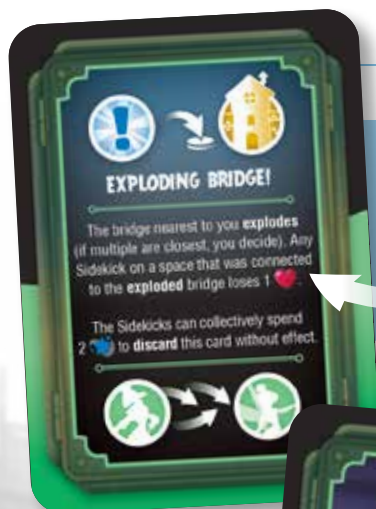 EXPLODING BRIDGE!
The bridge nearest to you explodes
(if multiple are closest, you decide). Any
Sidekick on a space that was connected
to the exploded bridge loses 1 .
The Sidekicks can collectively spend
2 to discard this card without effect.